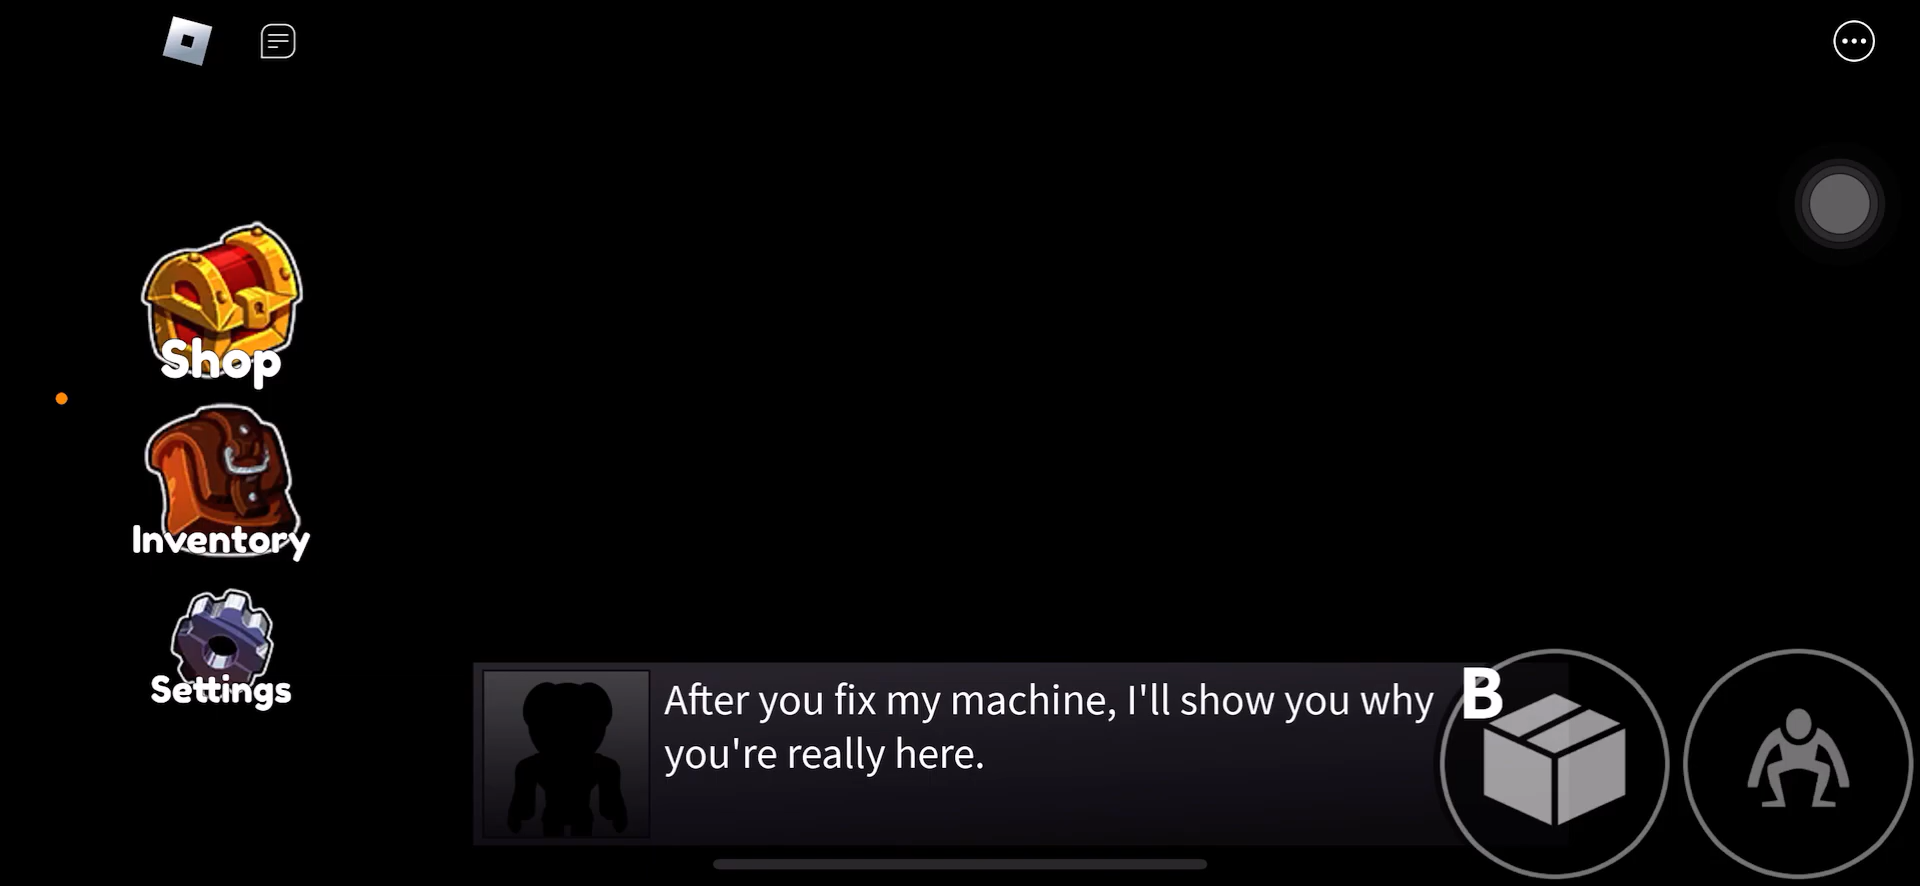 Shop
Inventory
Settings
After you fix my machine, I'll show you why
you're really here.
B